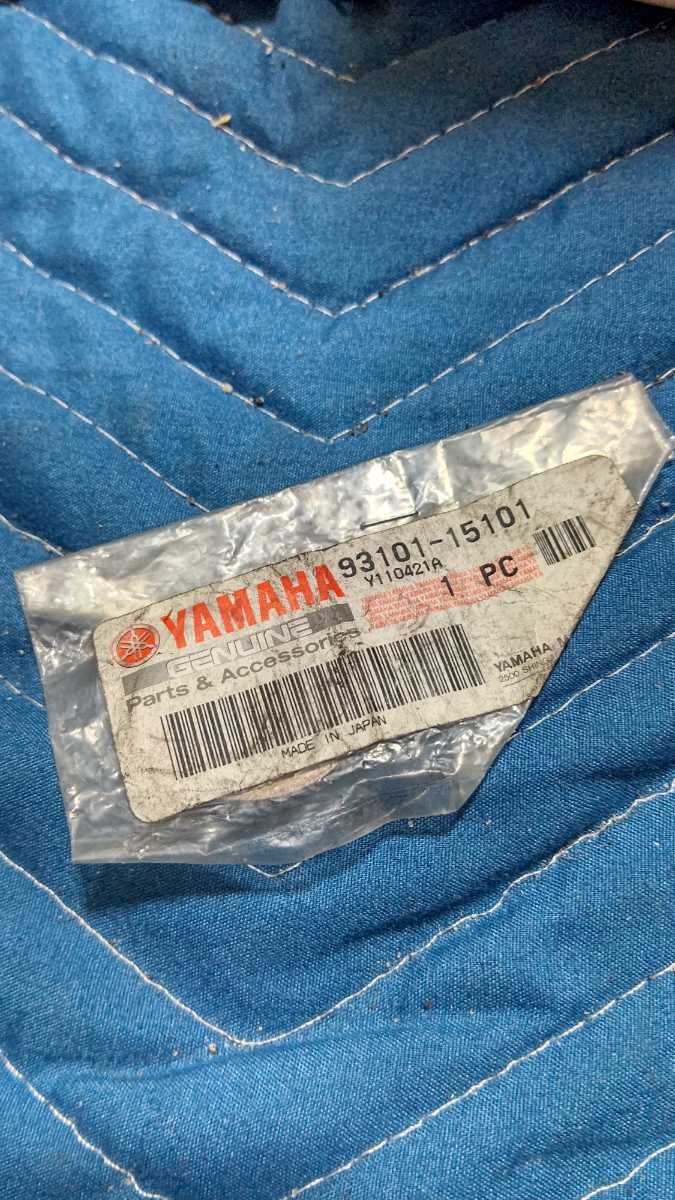 93101-15101
Y110421A
YAMAHA
1 PC
GENUINE
Parts & Accessories
YAMAHA M
MADE IN JAPAN